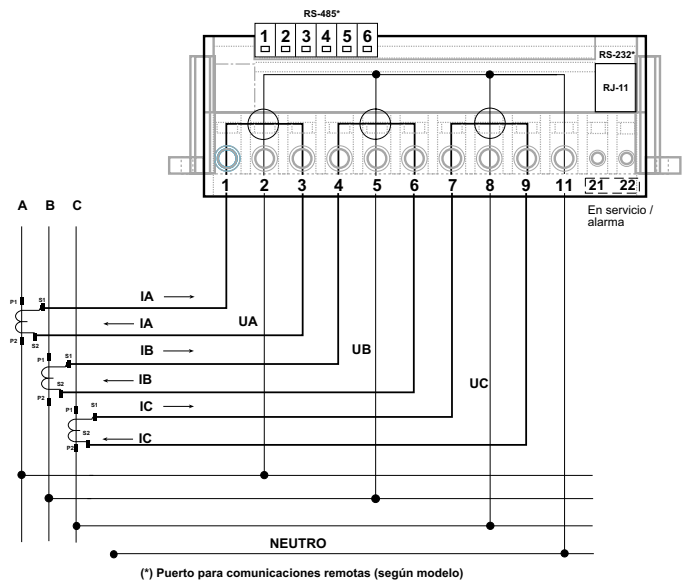 RS-485*
1 2 3 4 5 6
RS-232*
RJ-11
1 2 3 4 5 6 7 8 9 11 21 22
En servicio /
alarma
A B C
P1 S1 IA
P2 S2 IA UA
P1 S1 IB UB
P2 S2 IB
P1 S1 IC UC
P2 S2 IC
NEUTRO
(*) Puerto para comunicaciones remotas (según modelo)